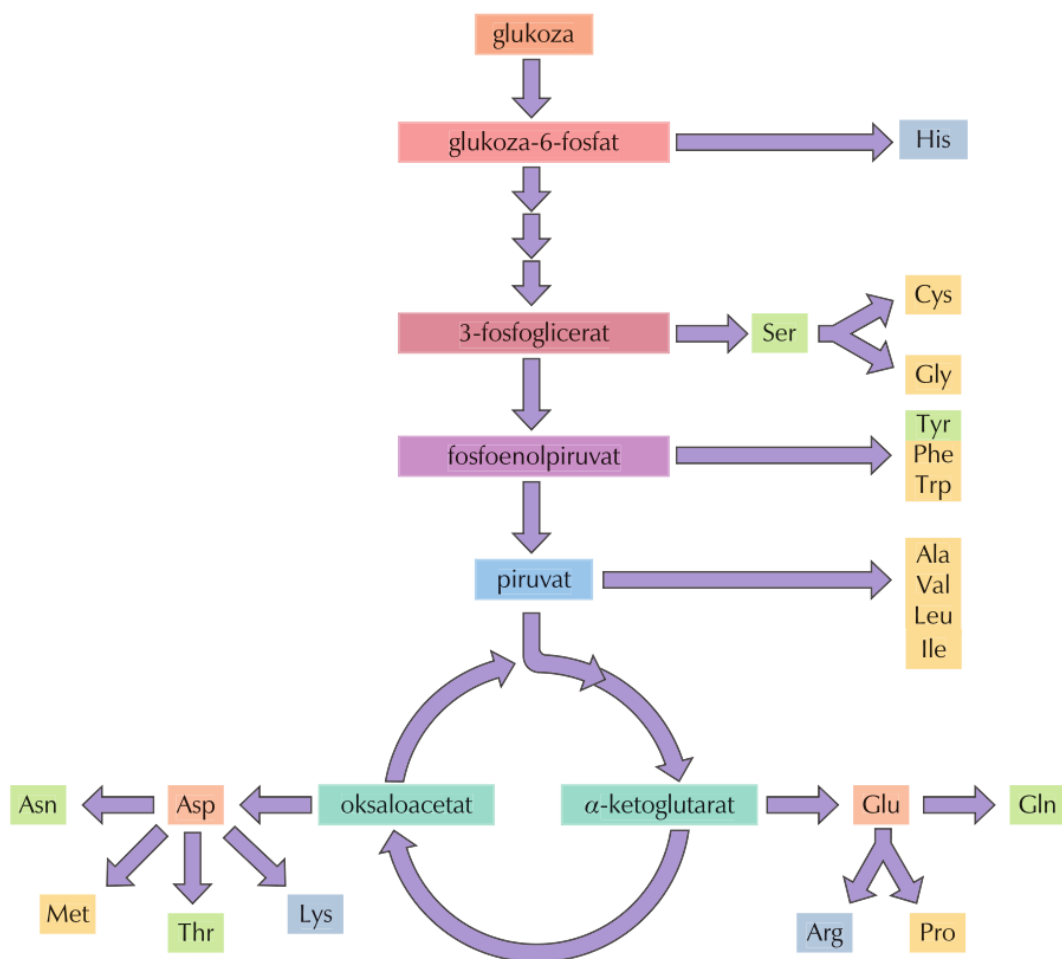 glukoza
glukoza-6-fosfat
His
Cys
3-fosfoglicerat
Ser
Gly
Tyr
fosfoenolpiruvat
Phe
Trp
Ala
piruvat
Val
Leu
Ile
Asn
Asp
oksaloacetat
α-ketoglutarat
Glu
Gln
Met
Thr
Lys
Arg
Pro